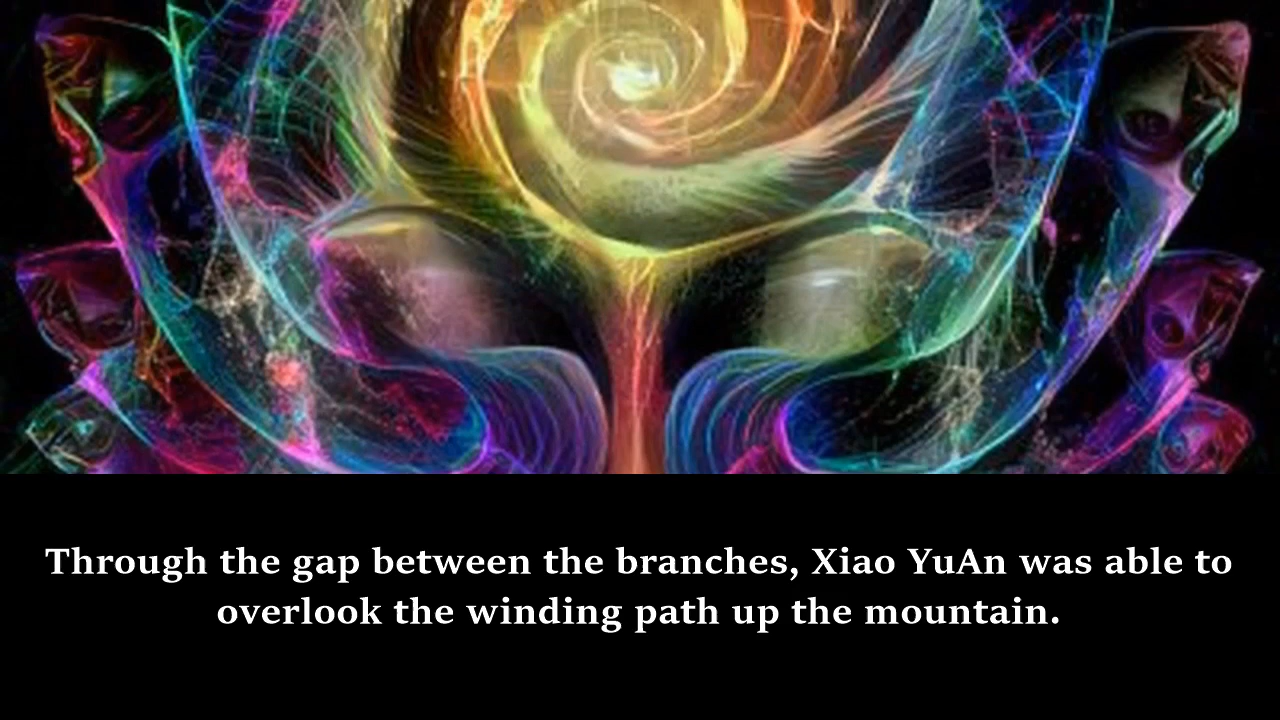 Through the gap between the branches, Xiao YuAn was able to
overlook the winding path up the mountain.